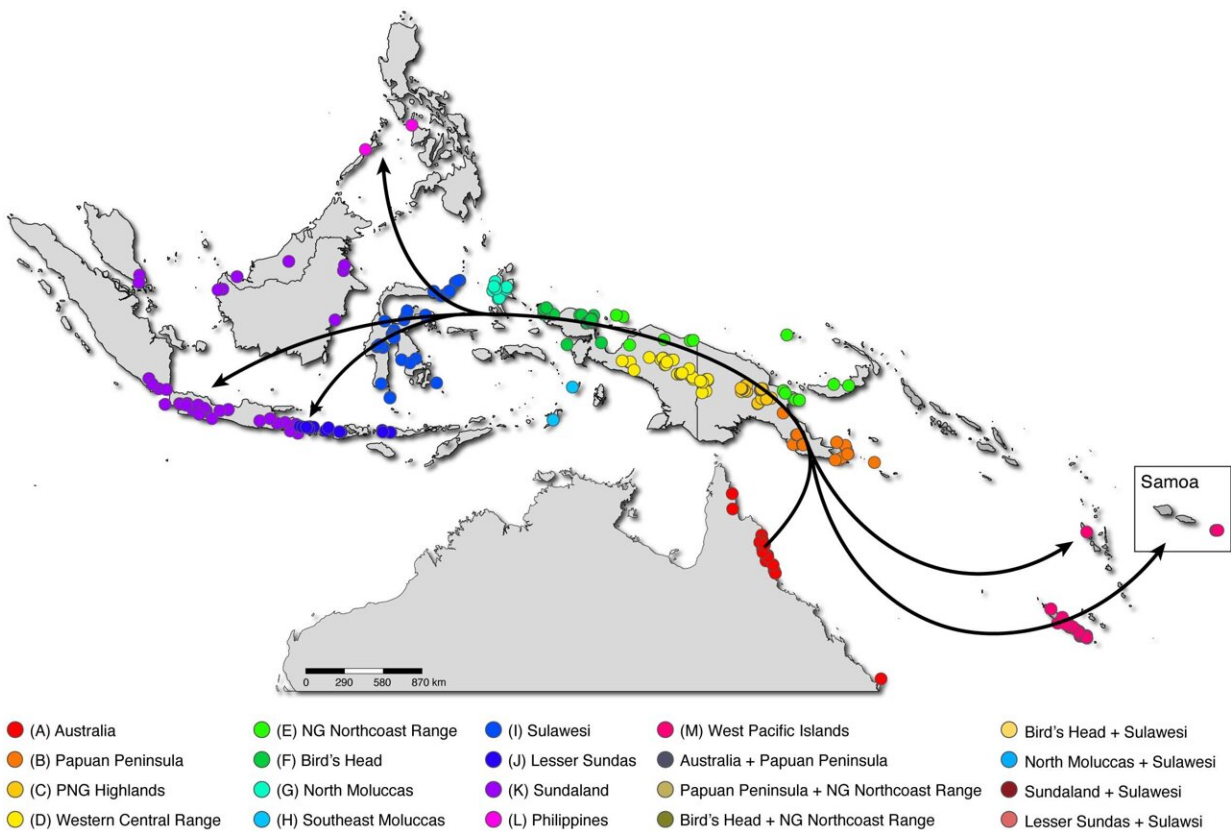 Samoa
0 290 580 870 km
(A) Australia
(B) Papuan Peninsula
(C) PNG Highlands
(D) Western Central Range
(E) NG Northcoast Range
(F) Bird's Head
(G) North Moluccas
(H) Southeast Moluccas
(I) Sulawesi
(J) Lesser Sundas
(K) Sundaland
(L) Philippines
(M) West Pacific Islands
Australia + Papuan Peninsula
Papuan Peninsula + NG Northcoast Range
Bird's Head + NG Northcoast Range
Bird's Head + Sulawesi
North Moluccas + Sulawesi
Sundaland + Sulawesi
Lesser Sundas + Sulawsi